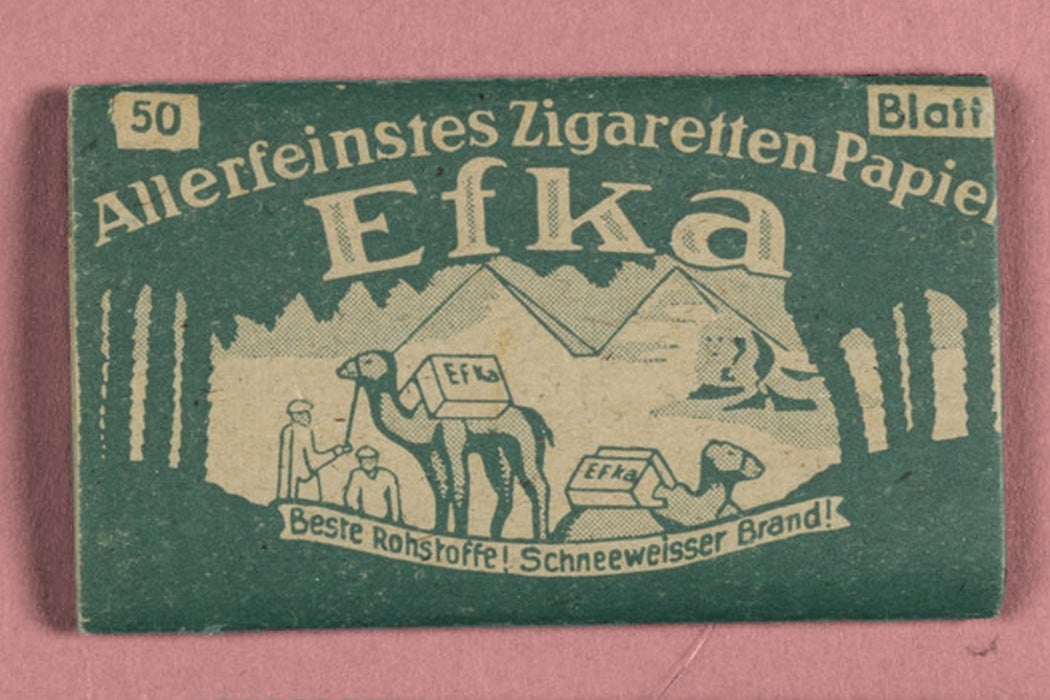 50
Blatt
Allerfeinstes Zigaretten Papier
Efka
Efka
Efka
Beste Rohstoffe! Schneeweisser Brand!